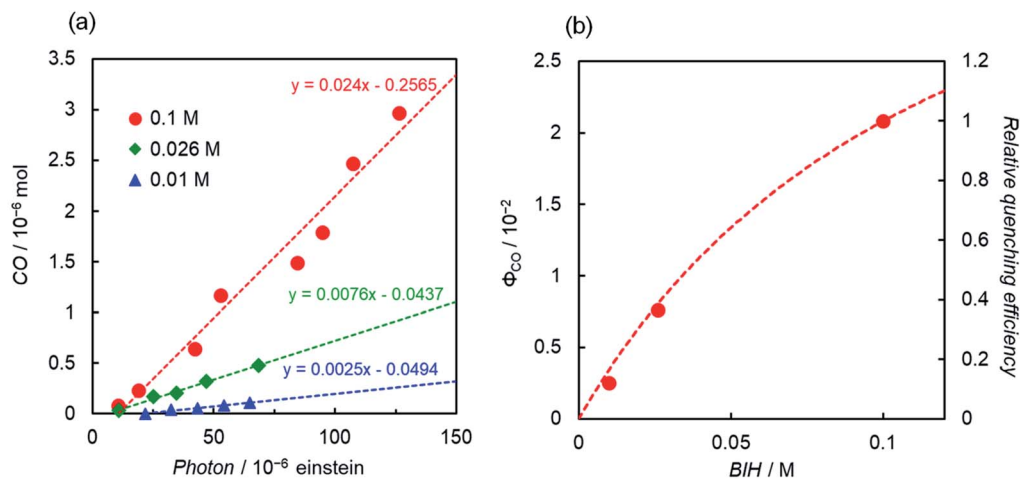 (a)
3.5
3
2.5
2
1.5
1
0.5
0
CO / 10⁻⁶ mol
0.1 M
0.026 M
0.01 M
y = 0.024x - 0.2565
y = 0.0076x - 0.0437
y = 0.0025x - 0.0494
0 50 100 150
Photon / 10⁻⁶ einstein
(b)
2.5
2
1.5
1
0.5
0
Φ_CO / 10⁻²
1.2
1
0.8
0.6
0.4
0.2
0
Relative quenching efficiency
0 0.05 0.1
BIH / M